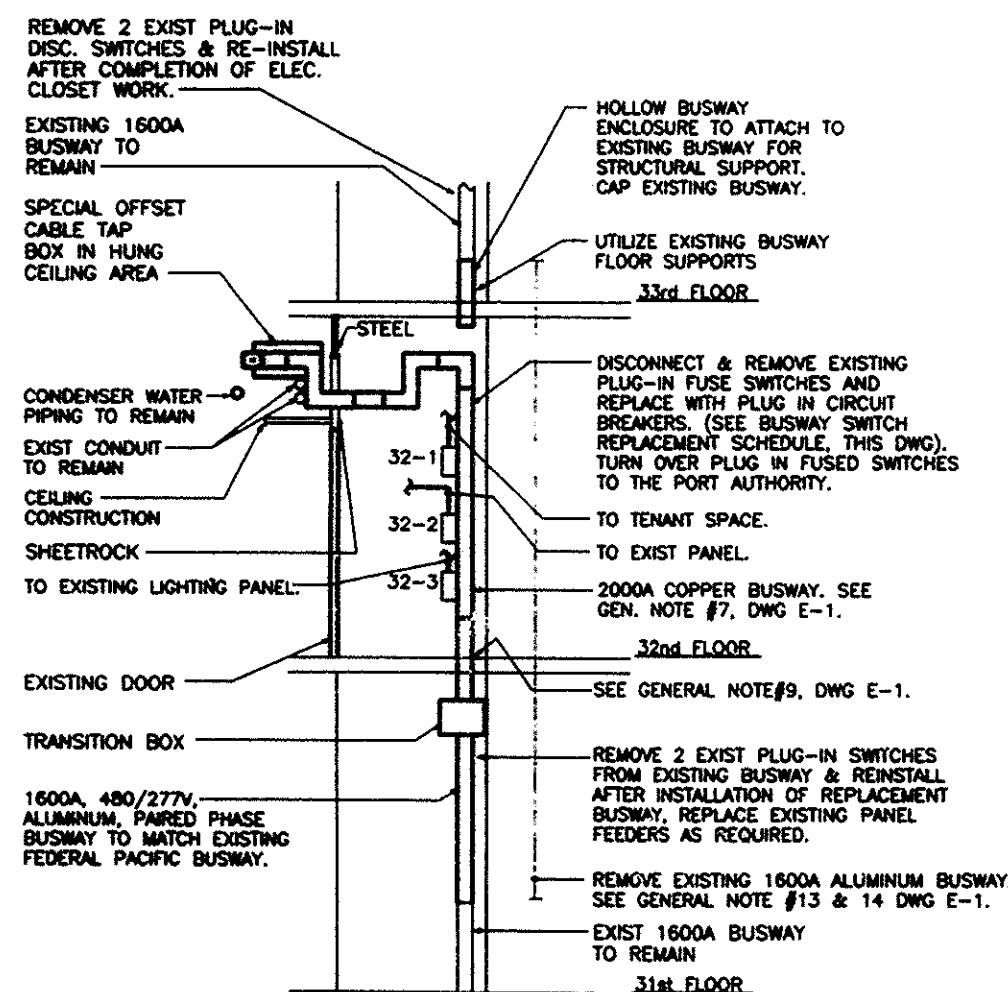 REMOVE 2 EXIST PLUG-IN
DISC. SWITCHES & RE-INSTALL
AFTER COMPLETION OF ELEC.
CLOSET WORK.
EXISTING 1600A
BUSWAY TO
REMAIN
SPECIAL OFFSET
CABLE TAP
BOX IN HUNG
CEILING AREA
STEEL
CONDENSER WATER
PIPING TO REMAIN
EXIST CONDUIT
TO REMAIN
CEILING
CONSTRUCTION
SHEETROCK
TO EXISTING LIGHTING PANEL.
32-1
32-2
32-3
EXISTING DOOR
TRANSITION BOX
1600A, 480/277V,
ALUMINUM, PAIRED PHASE
BUSWAY TO MATCH EXISTING
FEDERAL PACIFIC BUSWAY.
HOLLOW BUSWAY
ENCLOSURE TO ATTACH TO
EXISTING BUSWAY FOR
STRUCTURAL SUPPORT.
CAP EXISTING BUSWAY.
UTILIZE EXISTING BUSWAY
FLOOR SUPPORTS
33rd FLOOR
DISCONNECT & REMOVE EXISTING
PLUG-IN FUSE SWITCHES AND
REPLACE WITH PLUG IN CIRCUIT
BREAKERS. (SEE BUSWAY SWITCH
REPLACEMENT SCHEDULE, THIS DWG).
TURN OVER PLUG IN FUSED SWITCHES
TO THE PORT AUTHORITY.
TO TENANT SPACE.
TO EXIST PANEL.
2000A COPPER BUSWAY. SEE
GEN. NOTE #7, DWG E-1.
32nd FLOOR
SEE GENERAL NOTE#9, DWG E-1.
REMOVE 2 EXIST PLUG-IN SWITCHES
FROM EXISTING BUSWAY & REINSTALL
AFTER INSTALLATION OF REPLACEMENT
BUSWAY, REPLACE EXISTING PANEL
FEEDERS AS REQUIRED.
REMOVE EXISTING 1600A ALUMINUM BUSWAY
SEE GENERAL NOTE #13 & 14 DWG E-1.
EXIST 1600A BUSWAY
TO REMAIN
31st FLOOR